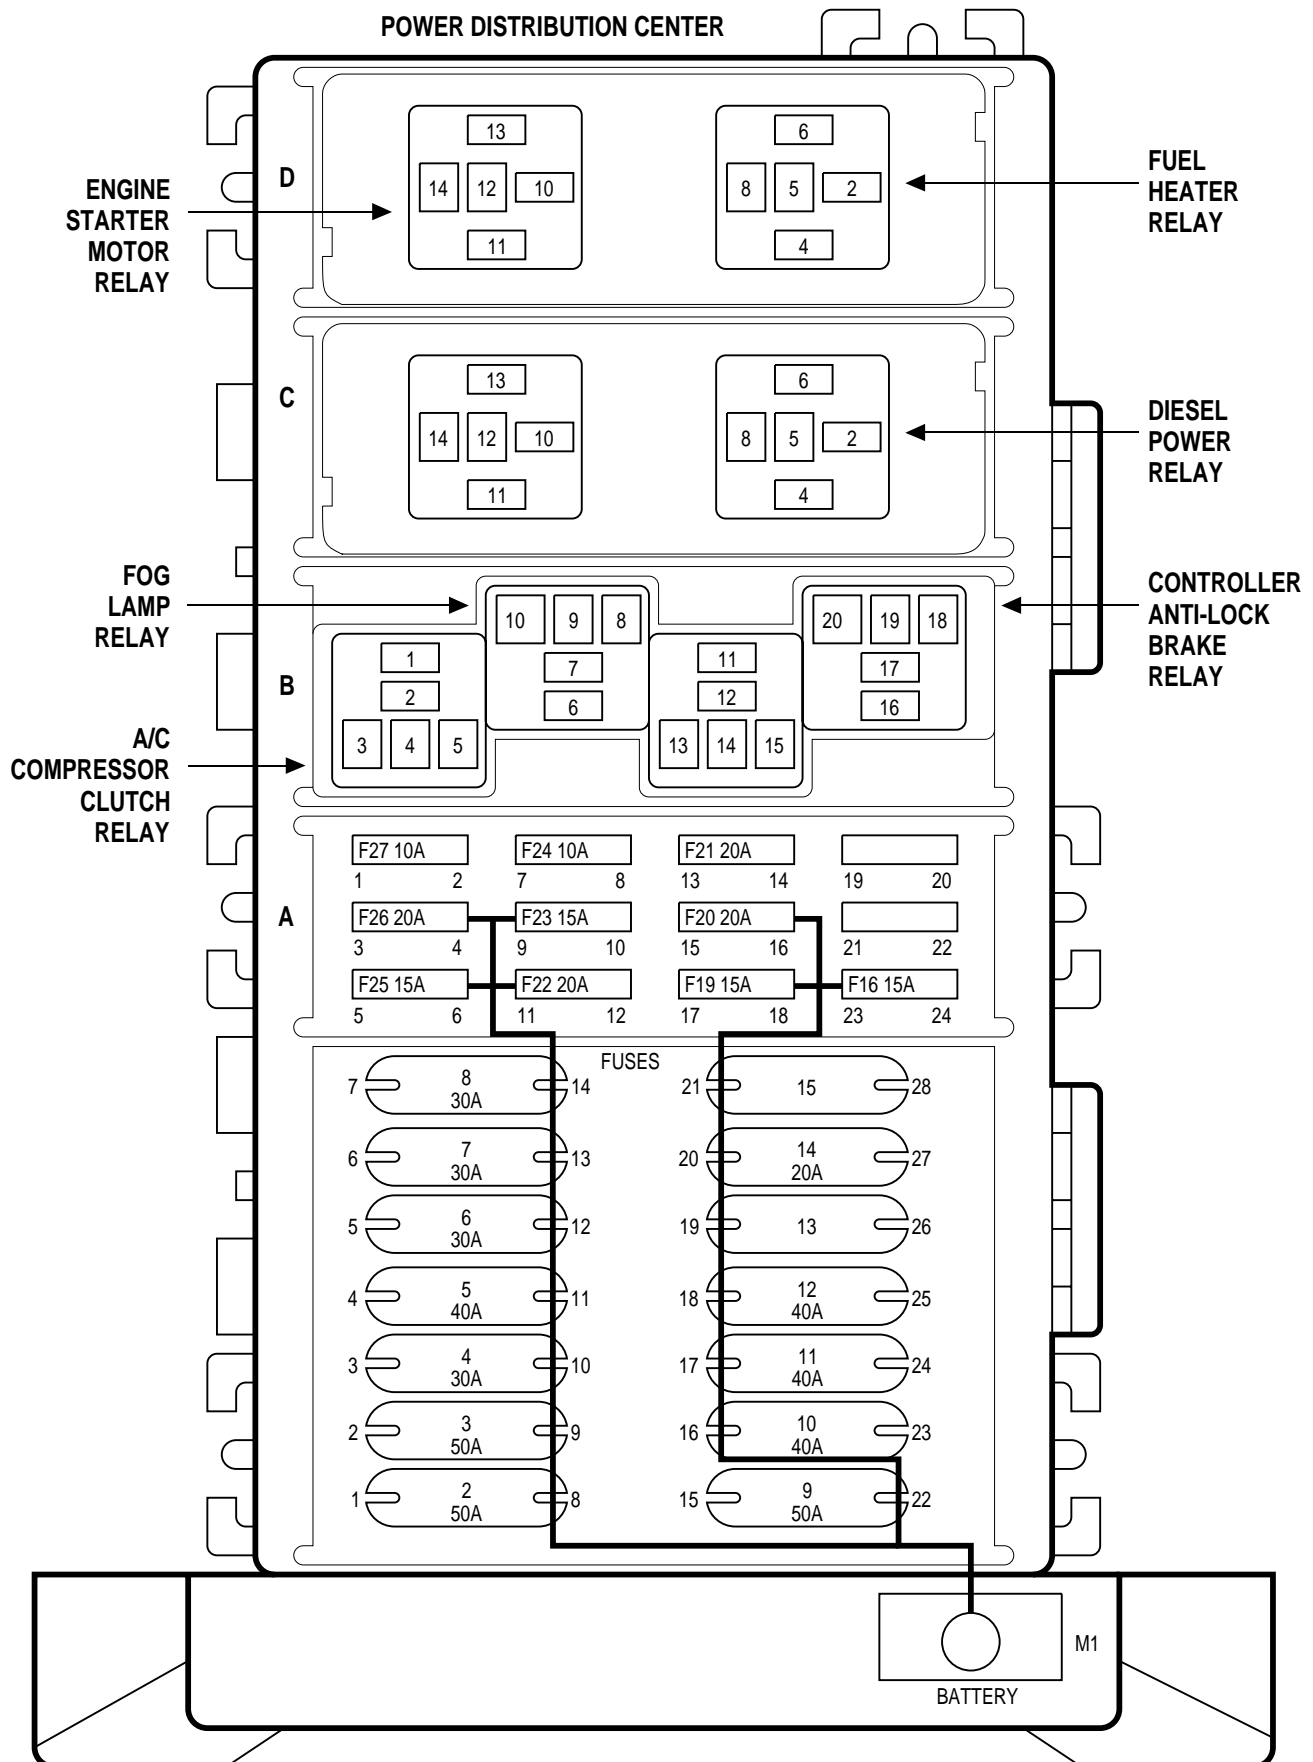 POWER DISTRIBUTION CENTER
13
14 12 10
11
6
8 5 2
4
D
ENGINE
STARTER
MOTOR
RELAY
FUEL
HEATER
RELAY
13
14 12 10
11
6
8 5 2
4
C
DIESEL
POWER
RELAY
FOG
LAMP
RELAY
CONTROLLER
ANTI-LOCK
BRAKE
RELAY
B
A/C
COMPRESSOR
CLUTCH
RELAY
1
2
3 4 5
10 9 8
7
6
11
12
13 14 15
20 19 18
17
16
A
F27 10A F24 10A F21 20A
1 2 7 8 13 14 19 20
F26 20A F23 15A F20 20A
3 4 9 10 15 16 21 22
F25 15A F22 20A F19 15A F16 15A
5 6 11 12 17 18 23 24
FUSES
7 8 14 21 15 28
30A
6 7 13 20 14 27
30A 20A
5 6 12 19 13 26
30A
4 5 11 18 12 25
40A 40A
3 4 10 17 11 24
30A 40A
2 3 9 16 10 23
50A 40A
1 2 8 15 9 22
50A 50A
M1
BATTERY